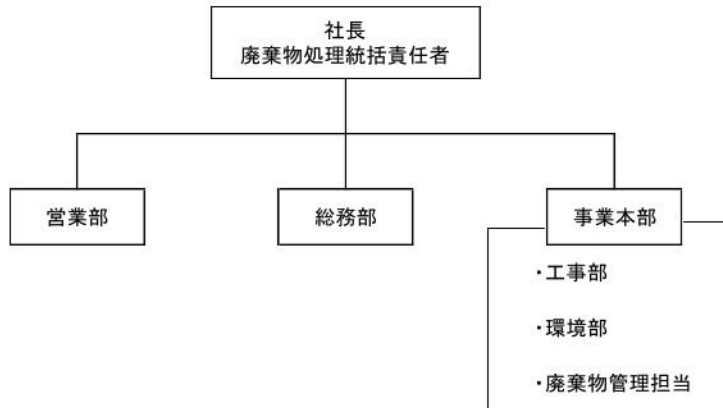 社長
廃棄物処理統括責任者
営業部
総務部
事業本部
・工事部
・環境部
・廃棄物管理担当